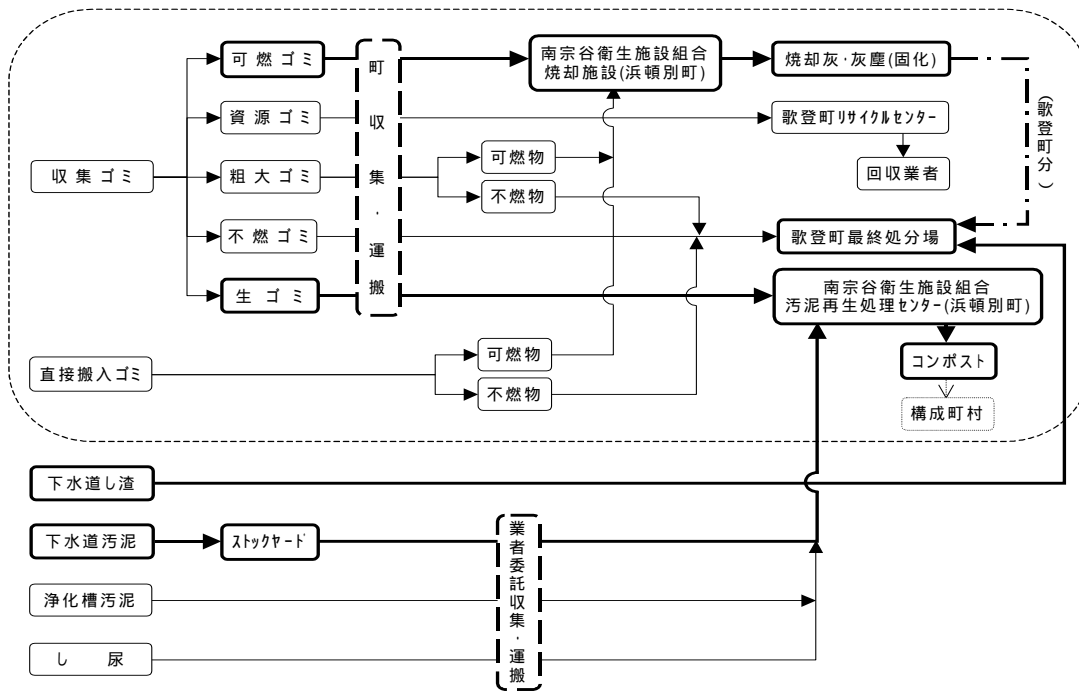 可燃ゴミ
資源ゴミ
収集ゴミ
粗大ゴミ
不燃ゴミ
生ゴミ
町収集・運搬
南宗谷衛生施設組合
焼却施設(浜頓別町)
焼却灰・灰塵(固化)
(歌登町分)
歌登町リサイクルセンター
回収業者
可燃物
不燃物
歌登町最終処分場
南宗谷衛生施設組合
汚泥再生処理センター(浜頓別町)
コンポスト
構成町村
直接搬入ゴミ
可燃物
不燃物
下水道し渣
下水道汚泥
ストックヤード
業者委託収集・運搬
浄化槽汚泥
し 尿